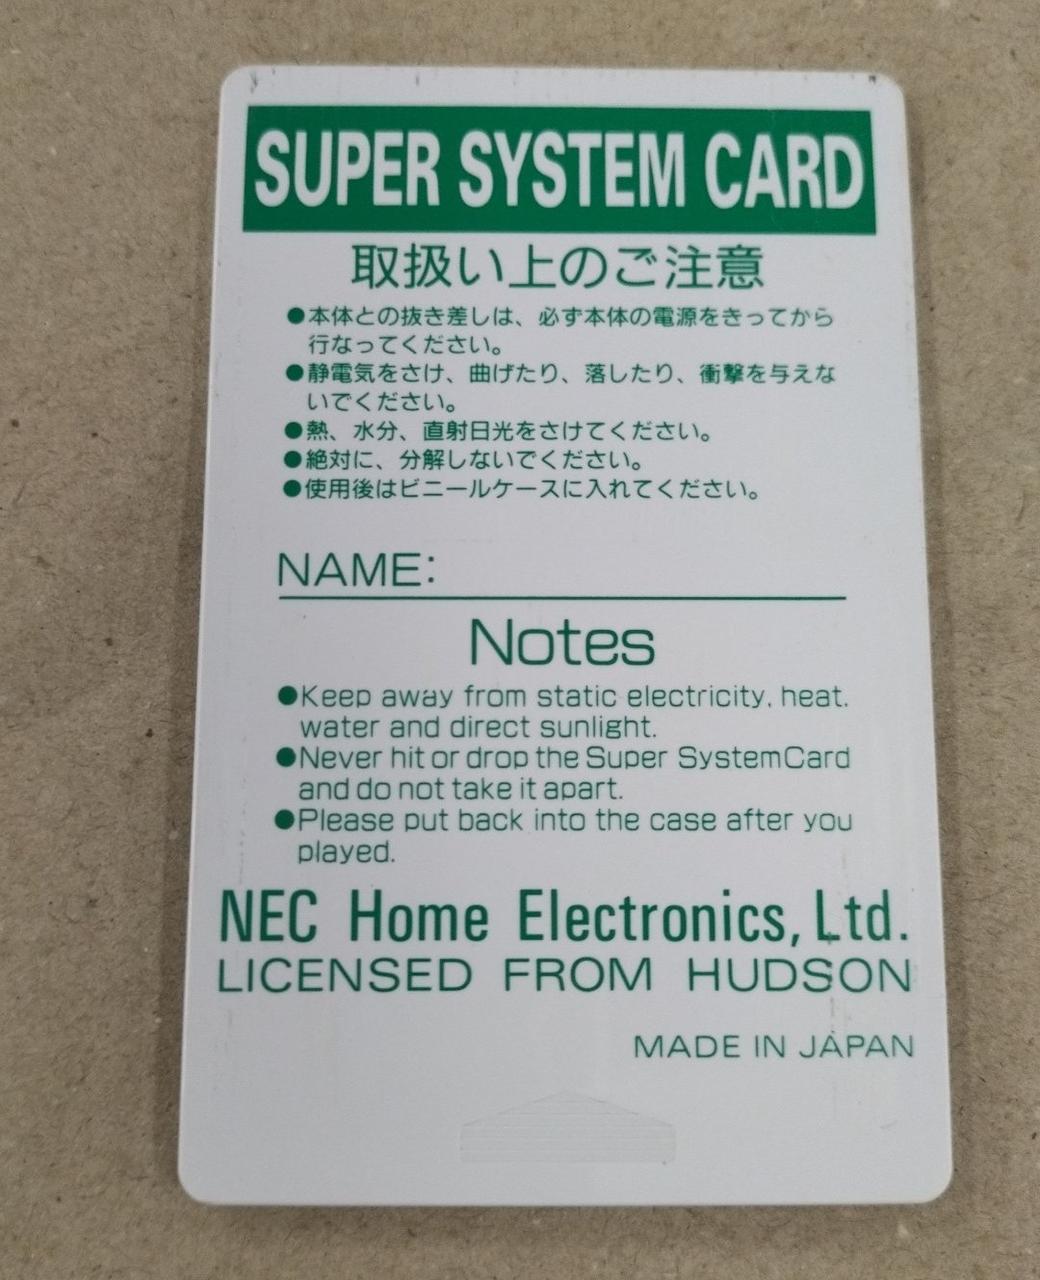 SUPER SYSTEM CARD
取扱い上のご注意
●本体との抜き差しは、必ず本体の電源をきってから
行なってください。
●静電気をさけ、曲げたり、落したり、衝撃を与えな
いでください。
●熱、水分、直射日光をさけてください。
●絶対に、分解しないでください。
●使用後はビニールケースに入れてください。
NAME:
Notes
●Keep away from static electricity, heat,
water and direct sunlight.
●Never hit or drop the Super SystemCard
and do not take it apart.
●Please put back into the case after you
played.
NEC Home Electronics, Ltd.
LICENSED FROM HUDSON
MADE IN JAPAN